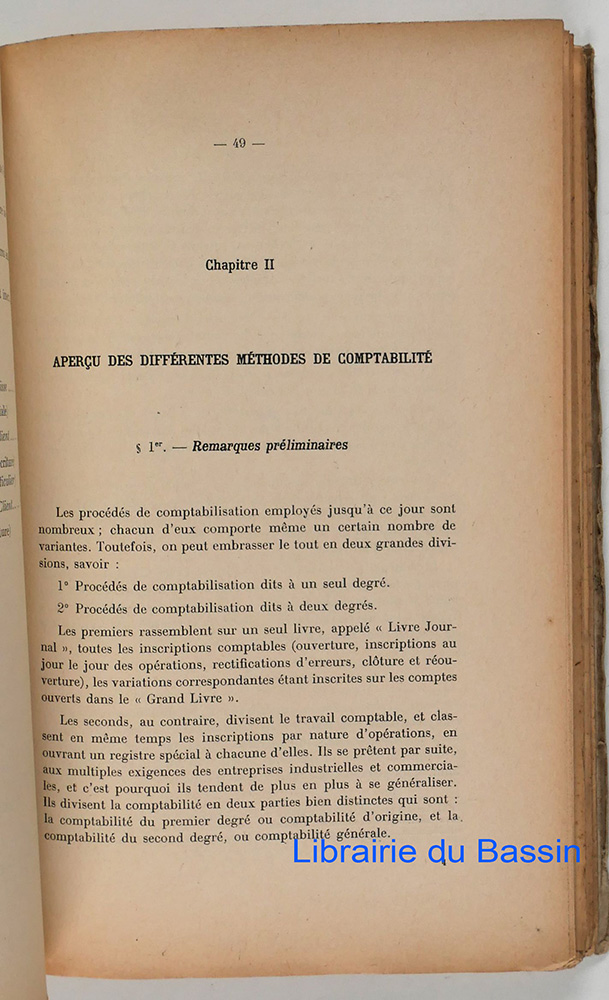 — 49 —
Chapitre II
APERÇU DES DIFFÉRENTES MÉTHODES DE COMPTABILITÉ
§ 1er. — Remarques préliminaires
Les procédés de comptabilisation employés jusqu'à ce jour sont
nombreux ; chacun d'eux comporte même un certain nombre de
variantes. Toutefois, on peut embrasser le tout en deux grandes divi-
sions, savoir :
1° Procédés de comptabilisation dits à un seul degré.
2° Procédés de comptabilisation dits à deux degrés.
Les premiers rassemblent sur un seul livre, appelé « Livre Jour-
nal », toutes les inscriptions comptables (ouverture, inscriptions au
jour le jour des opérations, rectifications d'erreurs, clôture et réou-
verture), les variations correspondantes étant inscrites sur les comptes
ouverts dans le « Grand Livre ».
Les seconds, au contraire, divisent le travail comptable, et clas-
sent en même temps les inscriptions par nature d'opérations, en
ouvrant un registre spécial à chacune d'elles. Ils se prêtent par suite,
aux multiples exigences des entreprises industrielles et commercia-
les, et c'est pourquoi ils tendent de plus en plus à se généraliser.
Ils divisent la comptabilité en deux parties bien distinctes qui sont :
la comptabilité du premier degré ou comptabilité d'origine, et la
comptabilité du second degré, ou comptabilité générale.
Librairie du Bassin